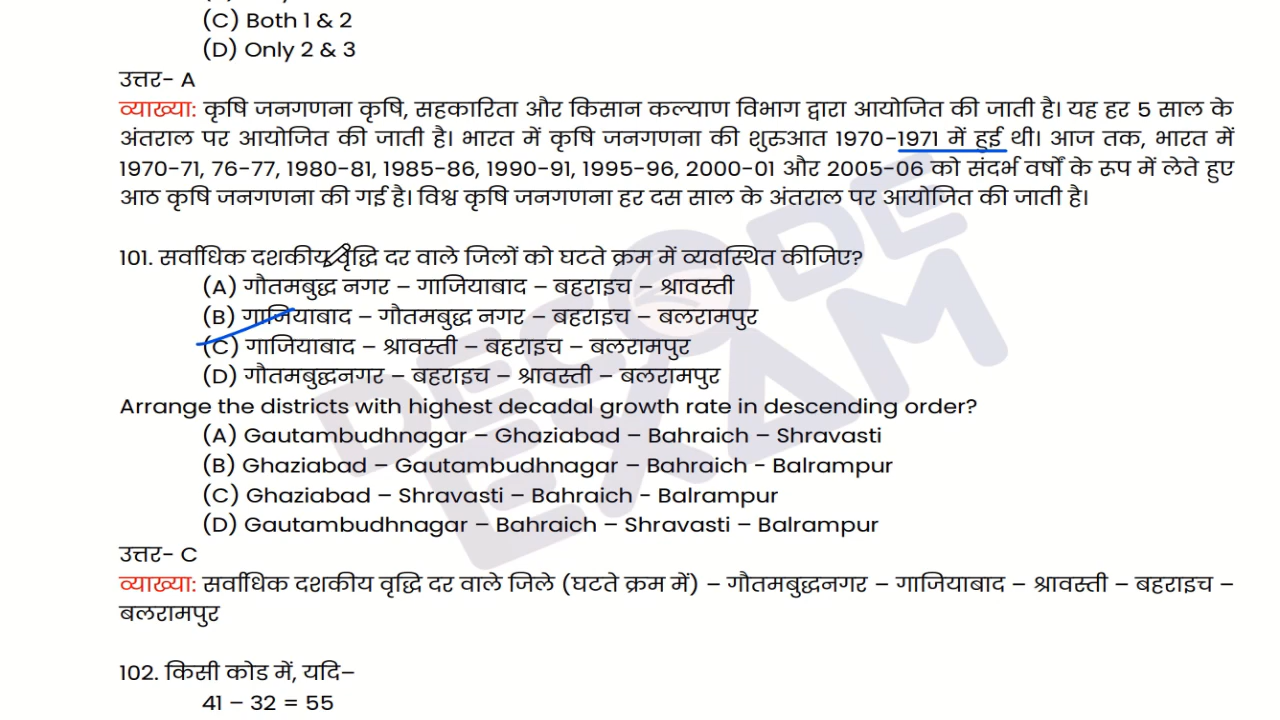 (C) Both 1 & 2
(D) Only 2 & 3
उत्तर- A
व्याख्या: कृषि जनगणना कृषि, सहकारिता और किसान कल्याण विभाग द्वारा आयोजित की जाती है। यह हर 5 साल के
अंतराल पर आयोजित की जाती है। भारत में कृषि जनगणना की शुरुआत 1970-1971 में हुई थी। आज तक, भारत में
1970-71, 76-77, 1980-81, 1985-86, 1990-91, 1995-96, 2000-01 और 2005-06 को संदर्भ वर्षों के रूप में लेते हुए
आठ कृषि जनगणना की गई है। विश्व कृषि जनगणना हर दस साल के अंतराल पर आयोजित की जाती है।
101. सर्वाधिक दशकीय वृद्धि दर वाले जिलों को घटते क्रम में व्यवस्थित कीजिए?
(A) गौतमबुद्ध नगर – गाजियाबाद – बहराइच – श्रावस्ती
(B) गाजियाबाद – गौतमबुद्ध नगर – बहराइच – बलरामपुर
(C) गाजियाबाद – श्रावस्ती – बहराइच – बलरामपुर
(D) गौतमबुद्धनगर – बहराइच – श्रावस्ती – बलरामपुर
Arrange the districts with highest decadal growth rate in descending order?
(A) Gautambudhnagar – Ghaziabad – Bahraich – Shravasti
(B) Ghaziabad – Gautambudhnagar – Bahraich - Balrampur
(C) Ghaziabad – Shravasti – Bahraich - Balrampur
(D) Gautambudhnagar – Bahraich – Shravasti – Balrampur
उत्तर- C
व्याख्या: सर्वाधिक दशकीय वृद्धि दर वाले जिले (घटते क्रम में) – गौतमबुद्धनगर – गाजियाबाद – श्रावस्ती – बहराइच –
बलरामपुर
102. किसी कोड में, यदि–
41 – 32 = 55
DECODE
EXAM